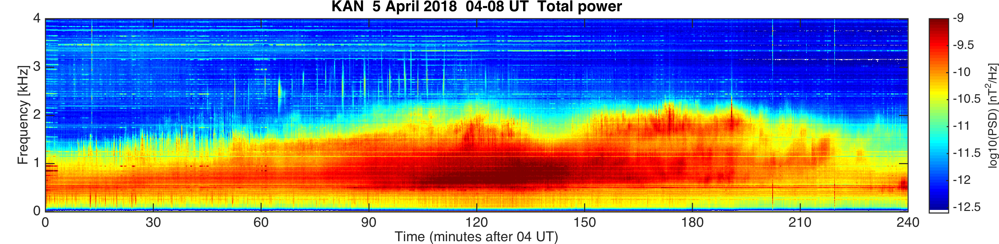 KAN 5 April 2018 04-08 UT Total power
Frequency [kHz]
4
3
2
1
0
0 30 60 90 120 150 180 210 240
Time (minutes after 04 UT)
-9
-9.5
-10
-10.5
-11
-11.5
-12
-12.5
log10(PSD) [nT²/Hz]